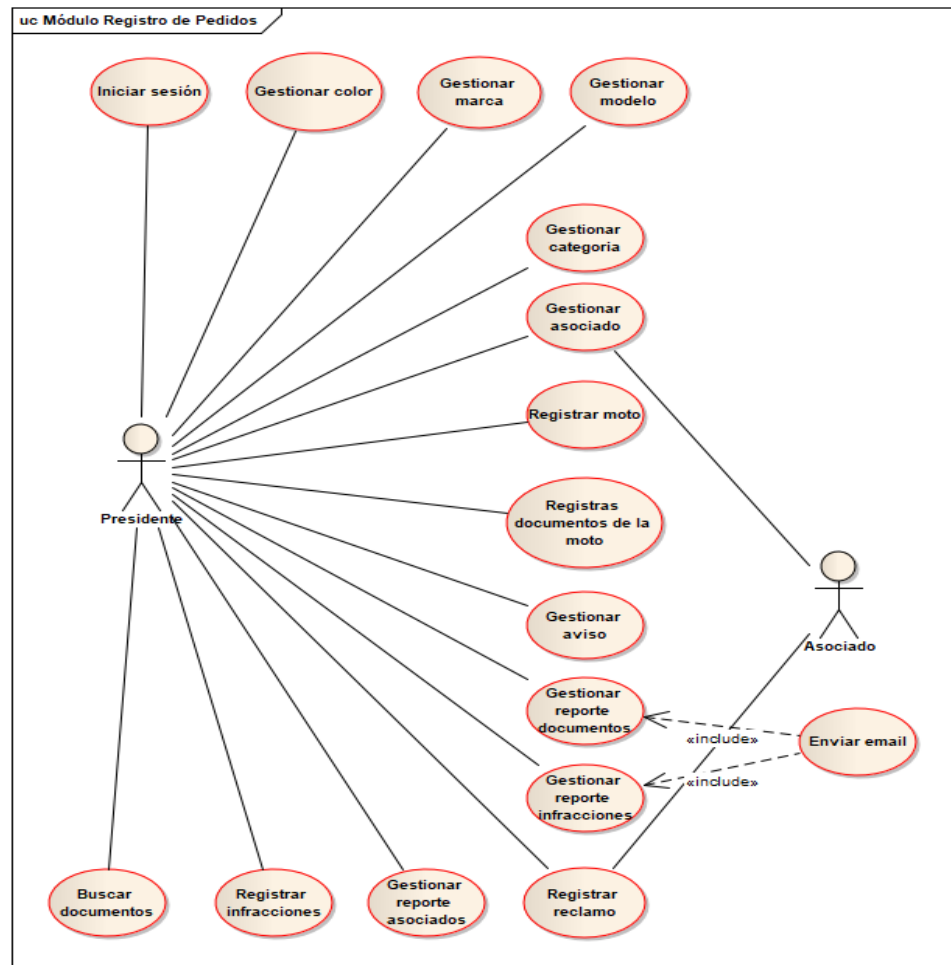 uc Módulo Registro de Pedidos
Iniciar sesión
Gestionar color
Gestionar
marca
Gestionar
modelo
Gestionar
categoria
Gestionar
asociado
Registrar moto
Presidente
Registras
documentos de la
moto
Gestionar
aviso
Asociado
Gestionar
reporte
documentos
«include»
Enviar email
«include»
Gestionar
reporte
infracciones
Buscar
documentos
Registrar
infracciones
Gestionar
reporte
asociados
Registrar
reclamo